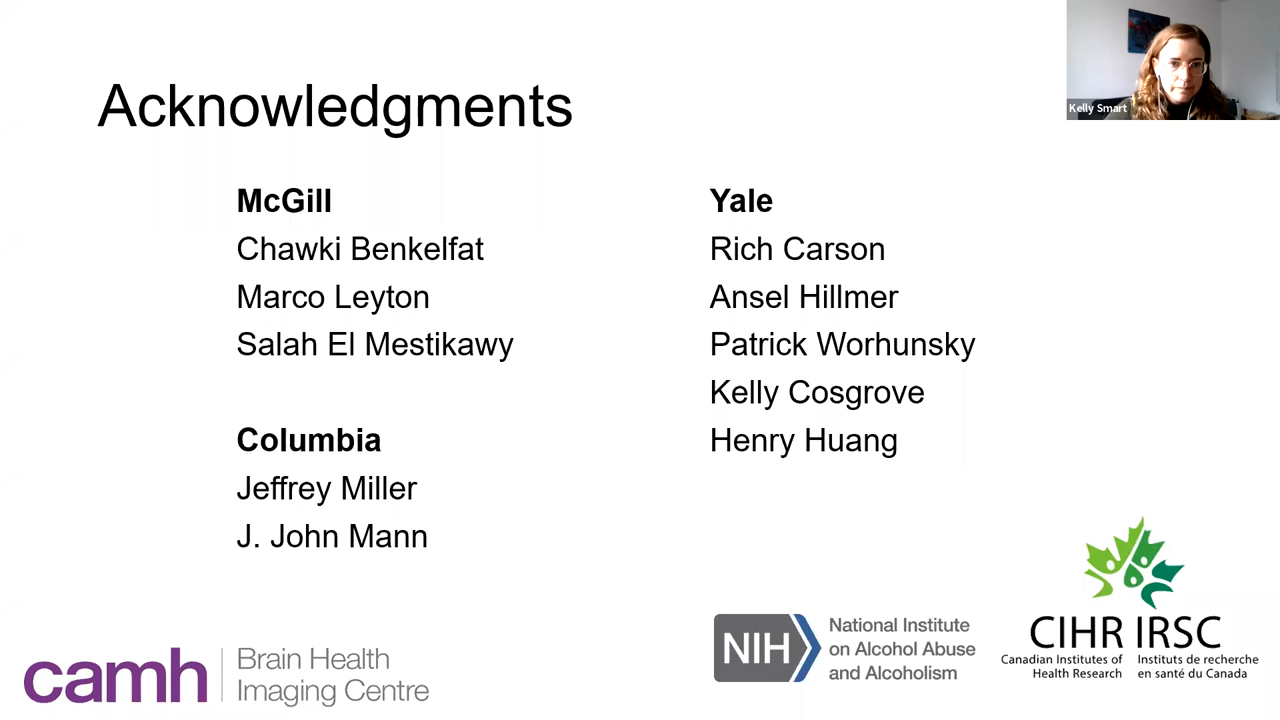 Acknowledgments
Kelly Smart
McGill
Chawki Benkelfat
Marco Leyton
Salah El Mestikawy
Columbia
Jeffrey Miller
J. John Mann
Yale
Rich Carson
Ansel Hillmer
Patrick Worhunsky
Kelly Cosgrove
Henry Huang
camh
Brain Health
Imaging Centre
NIH
National Institute
on Alcohol Abuse
and Alcoholism
CIHR IRSC
Canadian Institutes of
Health Research
Instituts de recherche
en santé du Canada